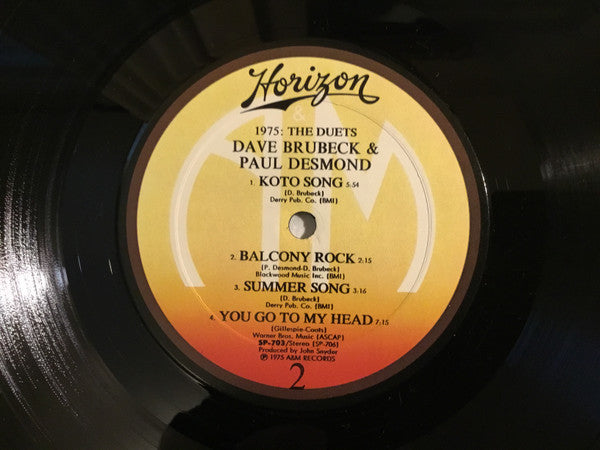 Horizon
&
1975: THE DUETS
DAVE BRUBECK &
PAUL DESMOND
1. KOTO SONG 5:54
(D. Brubeck)
Derry Pub. Co. (BMI)
2. BALCONY ROCK 2:15
(P. Desmond-D. Brubeck)
Blackwood Music Inc. (BMI)
3. SUMMER SONG 3:16
(D. Brubeck)
Derry Pub. Co. (BMI)
4. YOU GO TO MY HEAD 7:15
(Gillespie-Coots)
Warner Bros. Music (ASCAP)
SP-703/Stereo (SP-706)
Produced by John Snyder
℗ 1975 A&M RECORDS
2
AM